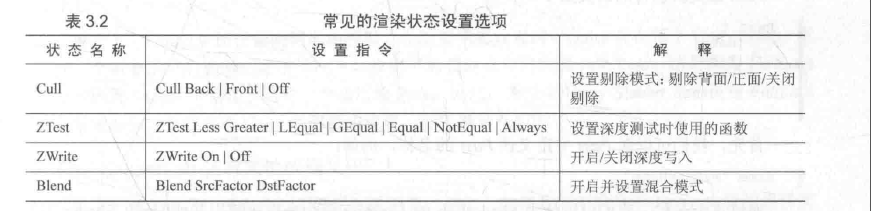 表 3.2 常见的渲染状态设置选项
状 态 名 称 设 置 指 令 解 释
Cull Cull Back | Front | Off 设置剔除模式：剔除背面/正面/关闭
剔除
ZTest ZTest Less Greater | LEqual | GEqual | Equal | NotEqual | Always 设置深度测试时使用的函数
ZWrite ZWrite On | Off 开启/关闭深度写入
Blend Blend SrcFactor DstFactor 开启并设置混合模式